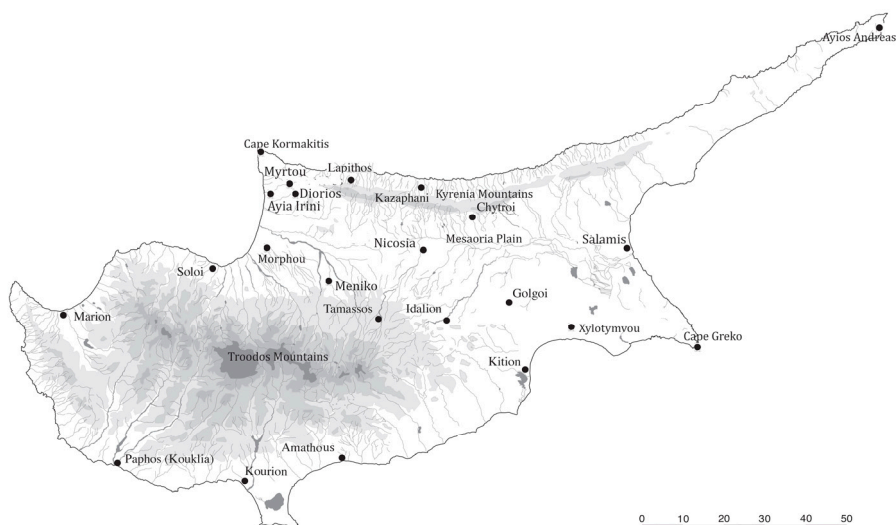 Ayios Andreas
Cape Kormakitis
Myrtou
Lapithos
Diorios
Kazaphani
Kyrenia Mountains
Ayia Irini
Chytroi
Nicosia
Mesaoria Plain
Salamis
Morphou
Soloi
Meniko
Golgoi
Marion
Tamassos
Idalion
Xylotymvou
Cape Greko
Troodos Mountains
Kition
Paphos (Kouklia)
Amathous
Kourion
0 10 20 30 40 50